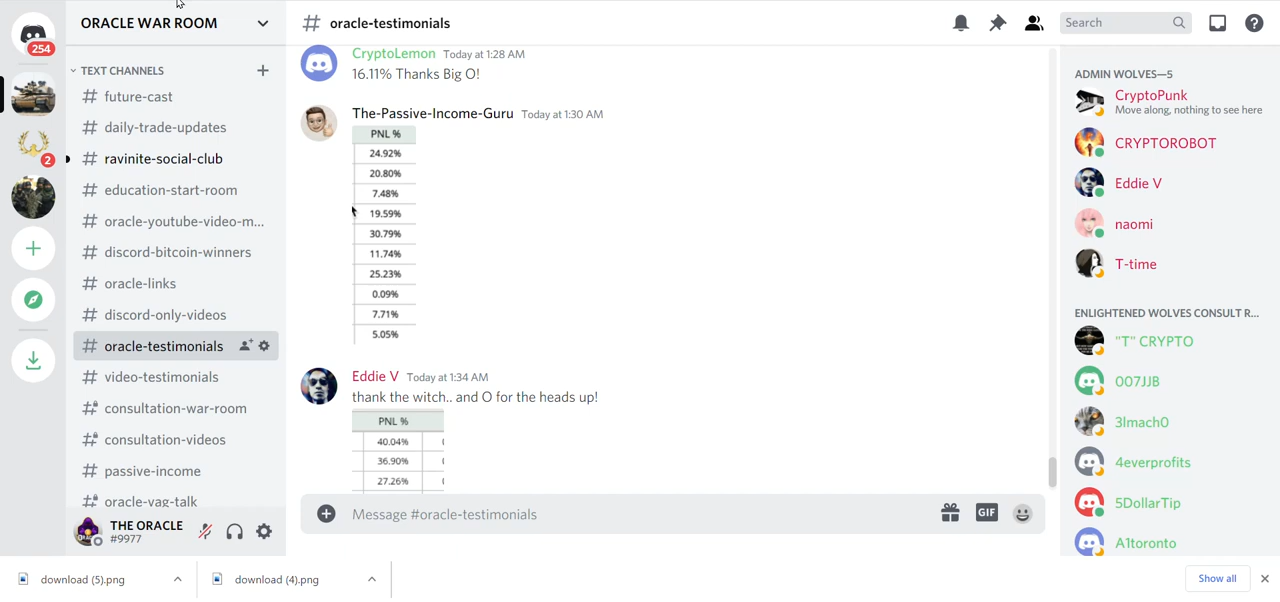 254
2
ORACLE WAR ROOM
TEXT CHANNELS
# future-cast
# daily-trade-updates
# ravinite-social-club
# education-start-room
# oracle-youtube-video-m...
# discord-bitcoin-winners
# oracle-links
# discord-only-videos
# oracle-testimonials
# video-testimonials
# consultation-war-room
# consultation-videos
# passive-income
# oracle-vag-talk
THE ORACLE
#9977
# oracle-testimonials
Search
CryptoLemon Today at 1:28 AM
16.11% Thanks Big O!
The-Passive-Income-Guru Today at 1:30 AM
PNL %
24.92%
20.80%
7.48%
19.59%
30.79%
11.74%
25.23%
0.09%
7.71%
5.05%
Eddie V Today at 1:34 AM
thank the witch.. and O for the heads up!
PNL %
40.04%
36.90%
27.26%
Message #oracle-testimonials
GIF
ADMIN WOLVES—5
CryptoPunk
Move along, nothing to see here
CRYPTOROBOT
Eddie V
naomi
T-time
ENLIGHTENED WOLVES CONSULT R...
"T" CRYPTO
007JJB
3lmach0
4everprofits
5DollarTip
A1toronto
download (5).png
download (4).png
Show all